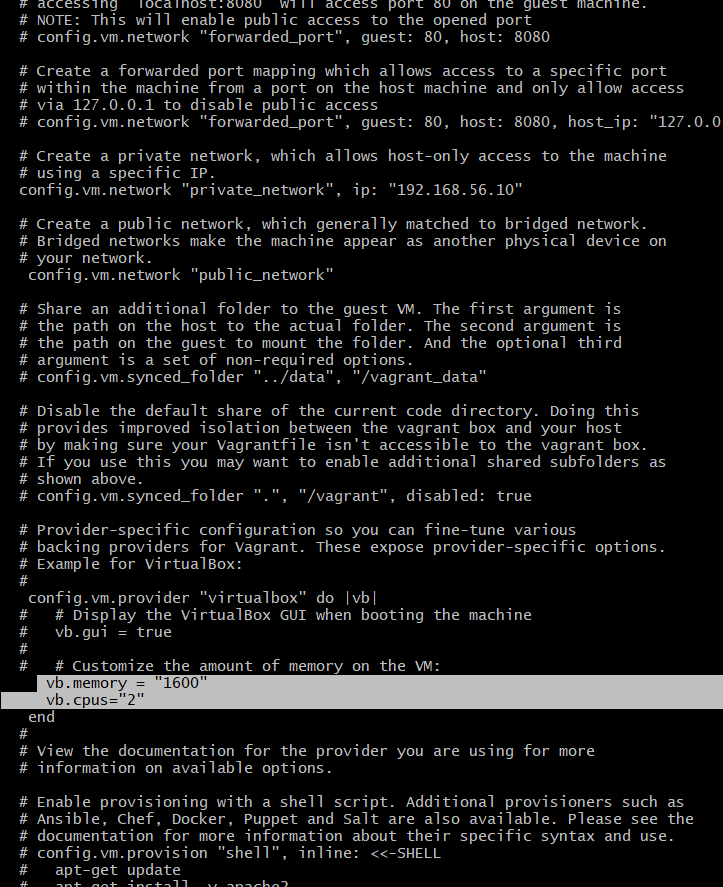 # accessing "localhost:8080" will access port 80 on the guest machine.
# NOTE: This will enable public access to the opened port
# config.vm.network "forwarded_port", guest: 80, host: 8080

# Create a forwarded port mapping which allows access to a specific port
# within the machine from a port on the host machine and only allow access
# via 127.0.0.1 to disable public access
# config.vm.network "forwarded_port", guest: 80, host: 8080, host_ip: "127.0.0

# Create a private network, which allows host-only access to the machine
# using a specific IP.
config.vm.network "private_network", ip: "192.168.56.10"

# Create a public network, which generally matched to bridged network.
# Bridged networks make the machine appear as another physical device on
# your network.
 config.vm.network "public_network"

# Share an additional folder to the guest VM. The first argument is
# the path on the host to the actual folder. The second argument is
# the path on the guest to mount the folder. And the optional third
# argument is a set of non-required options.
# config.vm.synced_folder "../data", "/vagrant_data"

# Disable the default share of the current code directory. Doing this
# provides improved isolation between the vagrant box and your host
# by making sure your Vagrantfile isn't accessible to the vagrant box.
# If you use this you may want to enable additional shared subfolders as
# shown above.
# config.vm.synced_folder ".", "/vagrant", disabled: true

# Provider-specific configuration so you can fine-tune various
# backing providers for Vagrant. These expose provider-specific options.
# Example for VirtualBox:
#
 config.vm.provider "virtualbox" do |vb|
#   # Display the VirtualBox GUI when booting the machine
#   vb.gui = true
#
#   # Customize the amount of memory on the VM:
   vb.memory = "1600"
   vb.cpus="2"
 end
#
# View the documentation for the provider you are using for more
# information on available options.

# Enable provisioning with a shell script. Additional provisioners such as
# Ansible, Chef, Docker, Puppet and Salt are also available. Please see the
# documentation for more information about their specific syntax and use.
# config.vm.provision "shell", inline: <<-SHELL
#   apt-get update
#   apt-get install -y apache2